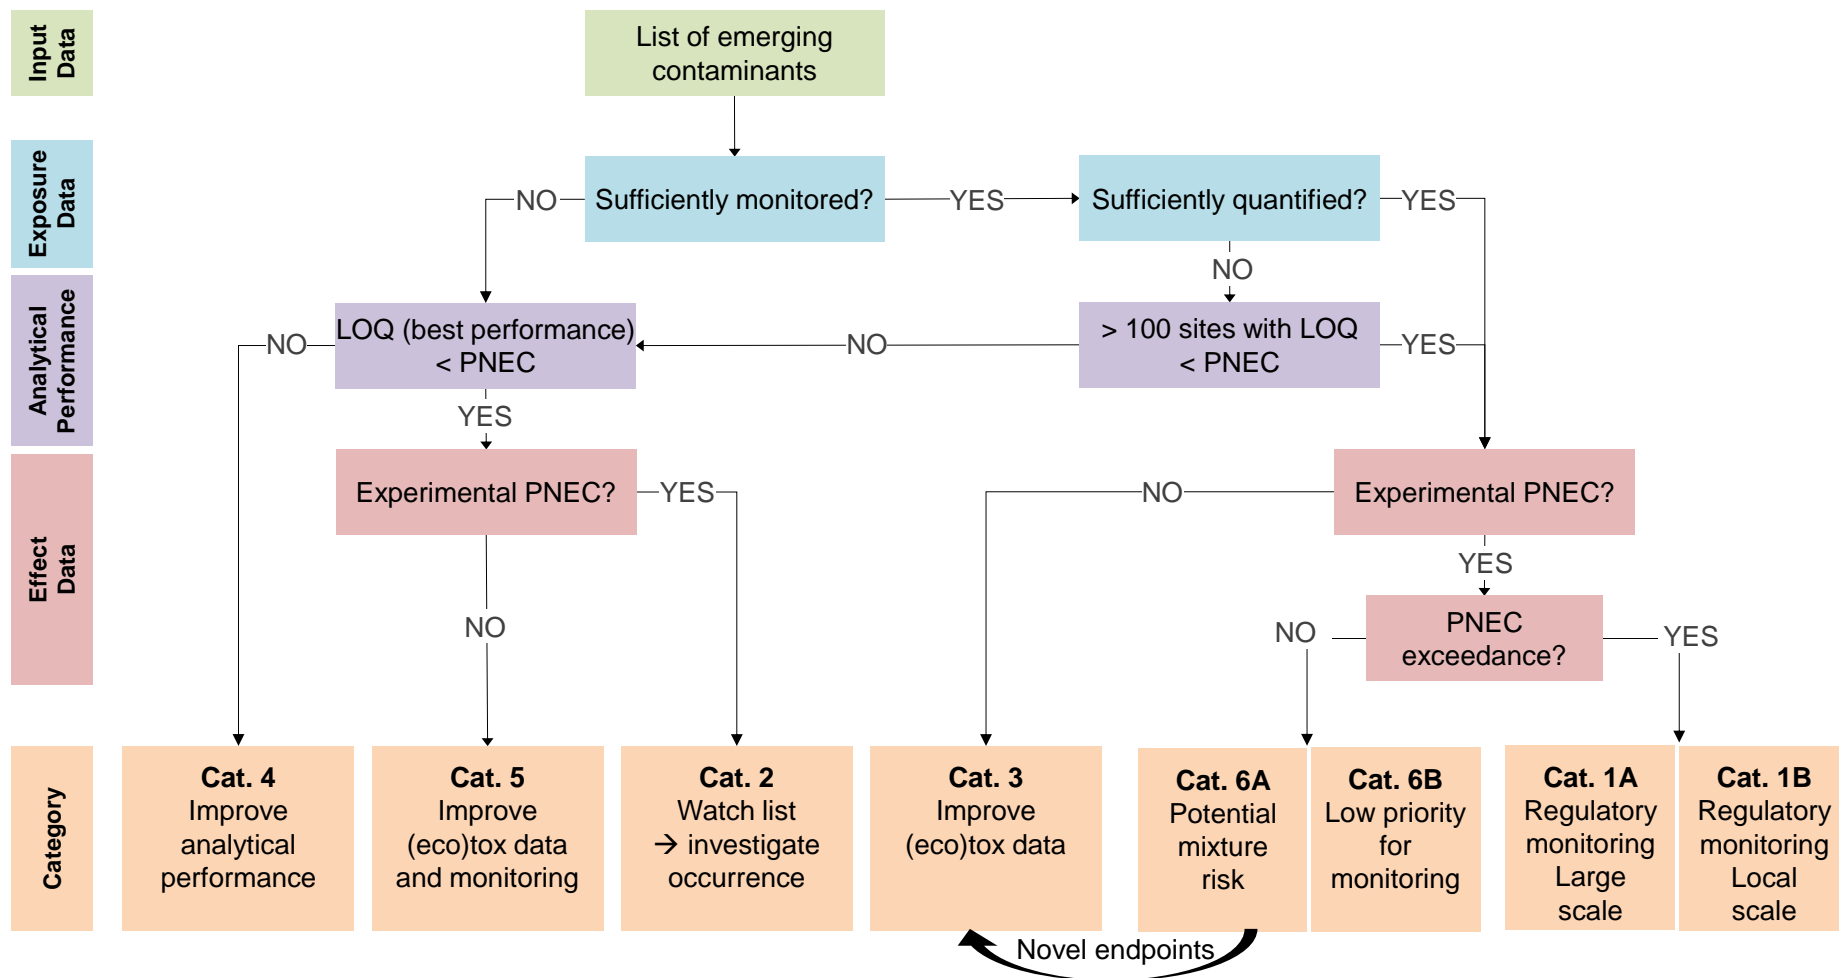 Input
Data
List of emerging
contaminants
Exposure
Data
NO
Sufficiently monitored?
YES
Sufficiently quantified?
YES
NO
Analytical
Performance
NO
LOQ (best performance)
< PNEC
NO
> 100 sites with LOQ
< PNEC
YES
YES
Effect
Data
Experimental PNEC?
YES
NO
Experimental PNEC?
YES
NO
NO
PNEC
exceedance?
YES
Category
Cat. 4
Improve
analytical
performance
Cat. 5
Improve
(eco)tox data
and monitoring
Cat. 2
Watch list
→ investigate
occurrence
Cat. 3
Improve
(eco)tox data
Cat. 6A
Potential
mixture
risk
Cat. 6B
Low priority
for
monitoring
Cat. 1A
Regulatory
monitoring
Large
scale
Cat. 1B
Regulatory
monitoring
Local
scale
Novel endpoints